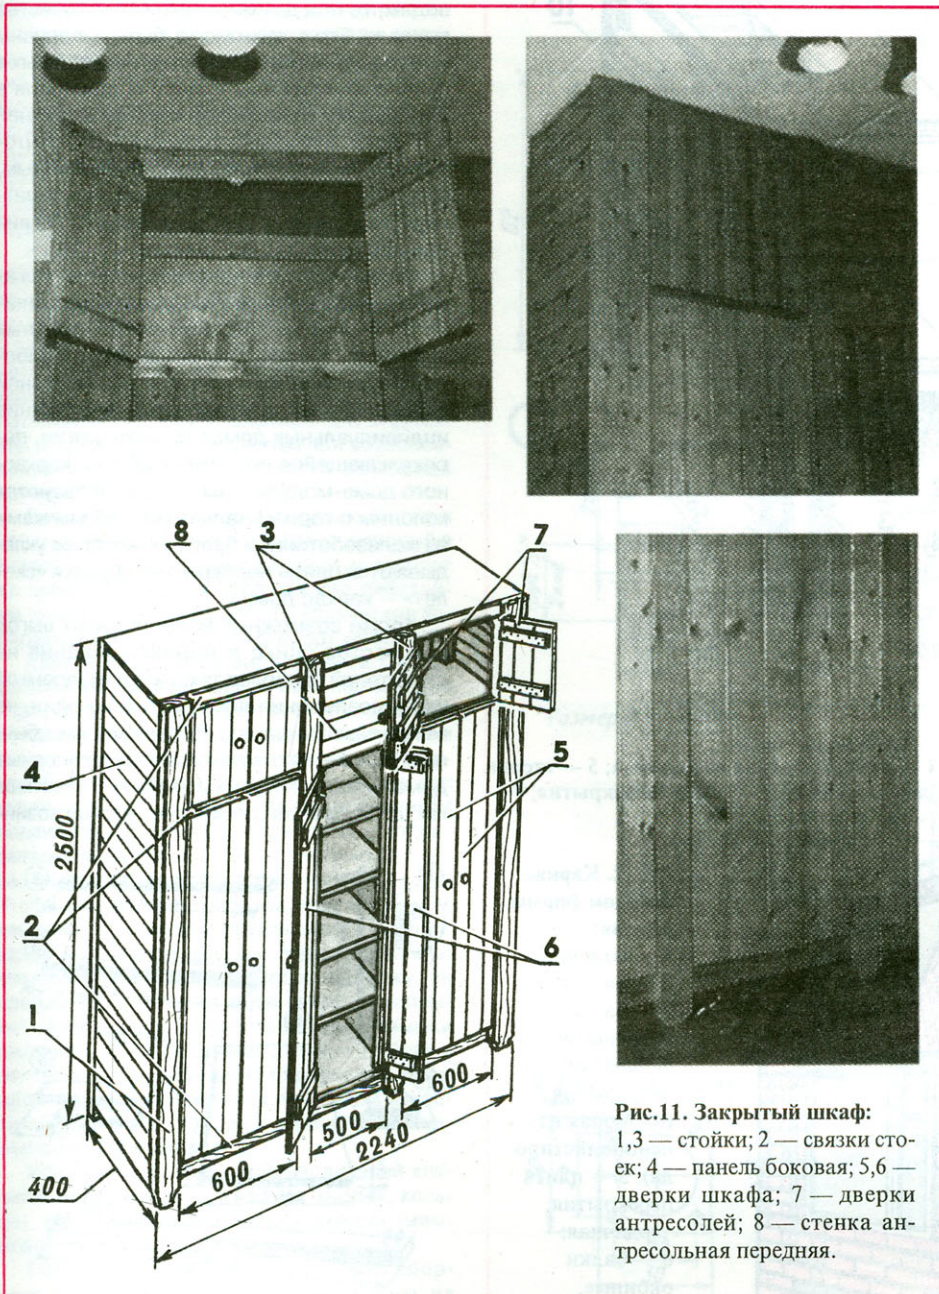 8 3 7
4
5
2500
2
6
1
600
500
600
2240
400
Рис.11. Закрытый шкаф:
1,3 — стойки; 2 — связки сто-
ек; 4 — панель боковая; 5,6 —
дверки шкафа; 7 — дверки
антресолей; 8 — стенка ан-
тресольная передняя.